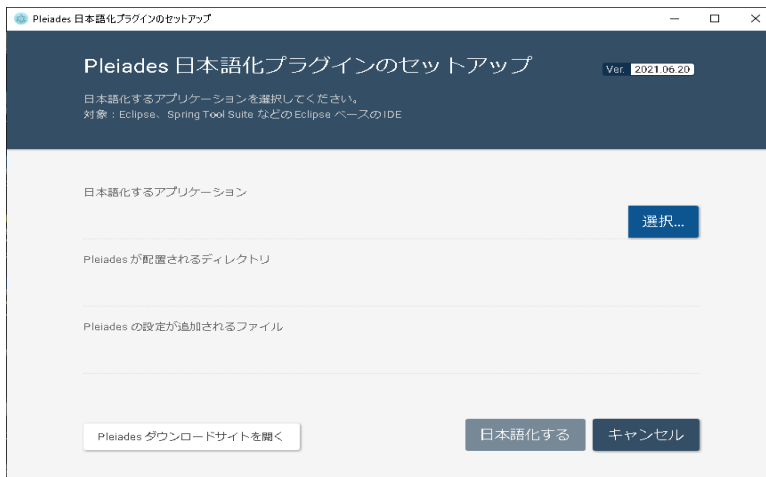 Pleiades 日本語化プラグインのセットアップ
Pleiades 日本語化プラグインのセットアップ
Ver. 2021.06.20
日本語化するアプリケーションを選択してください。
対象：Eclipse、Spring Tool Suite などの Eclipse ベースの IDE
日本語化するアプリケーション
選択...
Pleiades が配置されるディレクトリ
Pleiades の設定が追加されるファイル
Pleiades ダウンロードサイトを開く
日本語化する
キャンセル